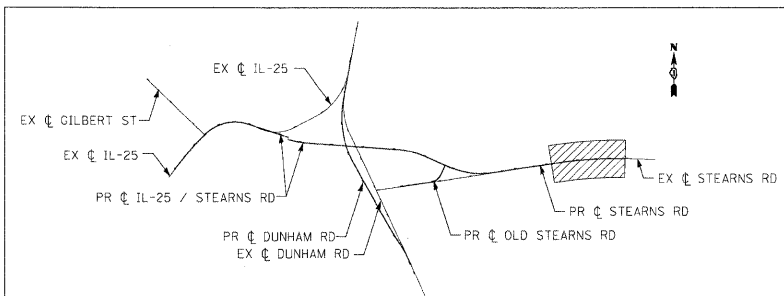 N
EX ℄ IL-25
EX ℄ GILBERT ST
EX ℄ IL-25
PR ℄ IL-25 / STEARNS RD
EX ℄ STEARNS RD
PR ℄ STEARNS RD
PR ℄ DUNHAM RD
PR ℄ OLD STEARNS RD
EX ℄ DUNHAM RD